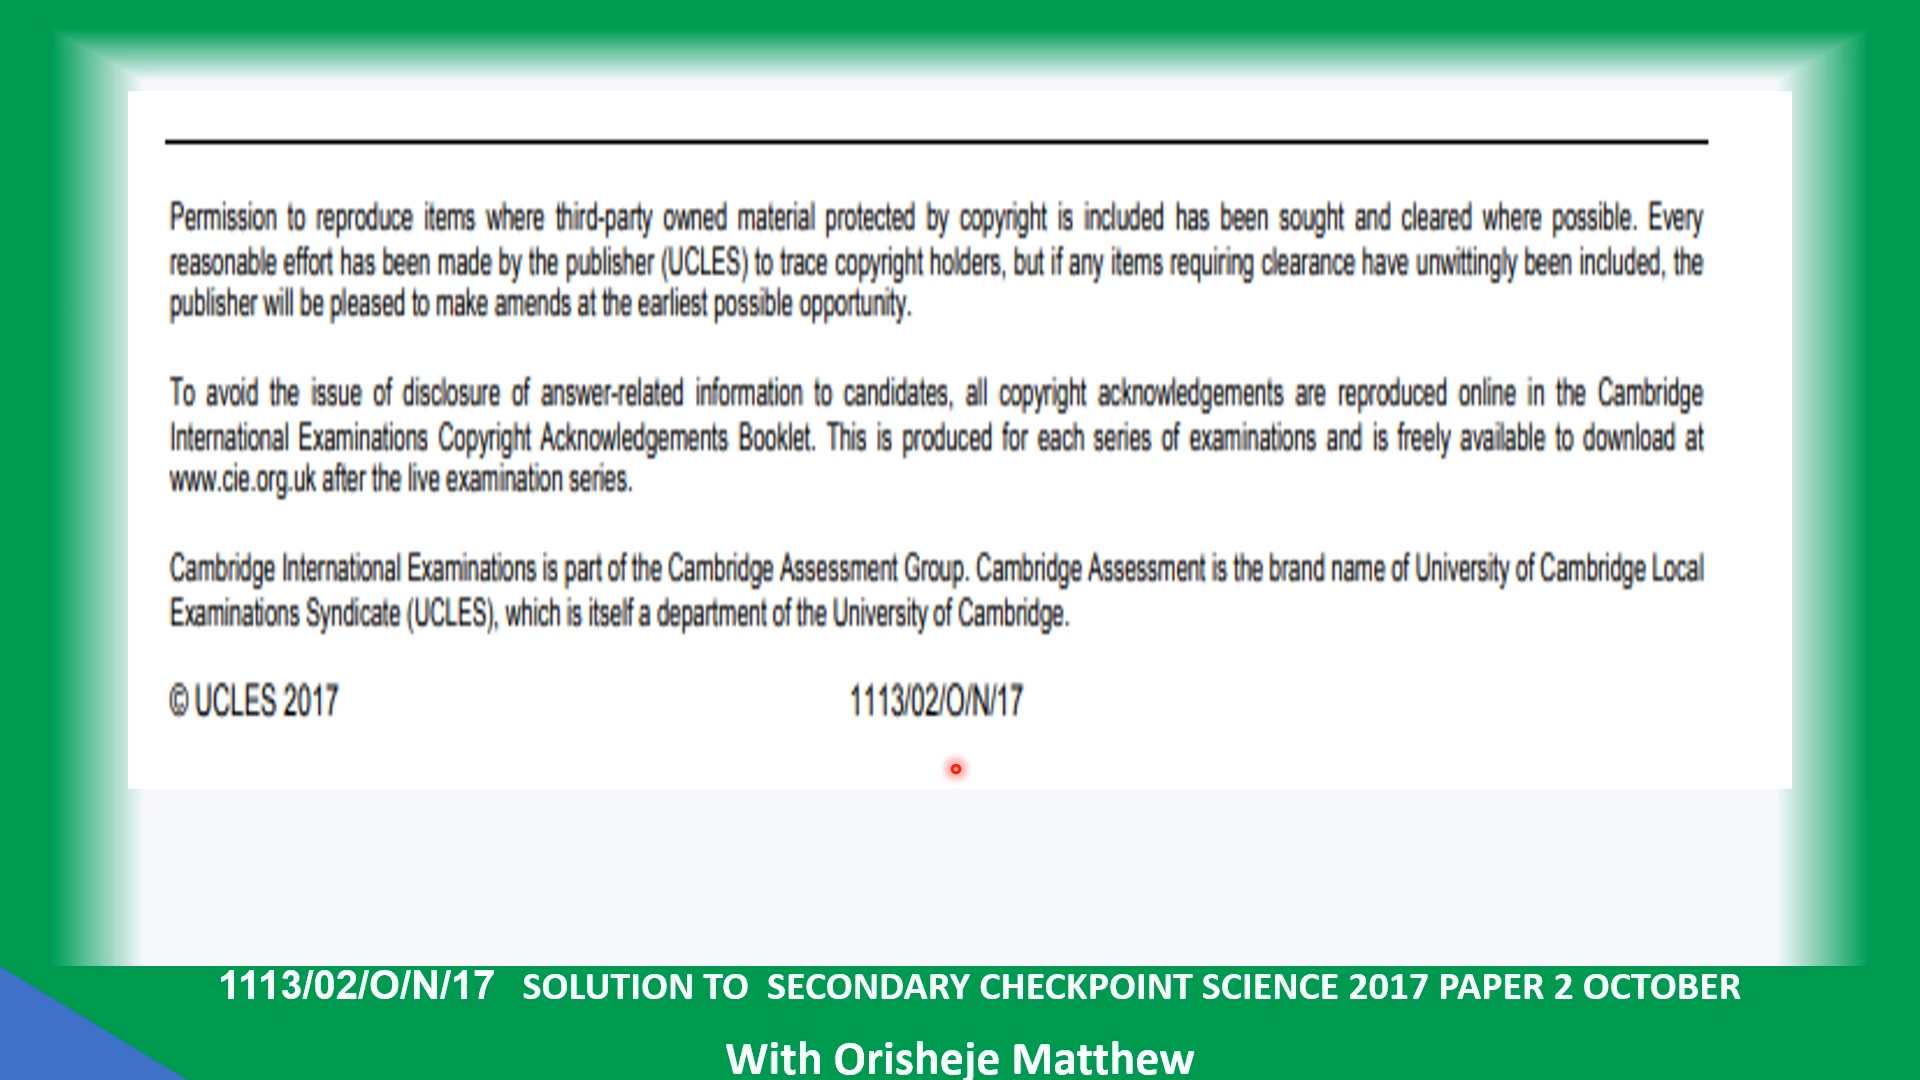 Permission to reproduce items where third-party owned material protected by copyright is included has been sought and cleared where possible. Every
reasonable effort has been made by the publisher (UCLES) to trace copyright holders, but if any items requiring clearance have unwittingly been included, the
publisher will be pleased to make amends at the earliest possible opportunity.
To avoid the issue of disclosure of answer-related information to candidates, all copyright acknowledgements are reproduced online in the Cambridge
International Examinations Copyright Acknowledgements Booklet. This is produced for each series of examinations and is freely available to download at
www.cie.org.uk after the live examination series.
Cambridge International Examinations is part of the Cambridge Assessment Group. Cambridge Assessment is the brand name of University of Cambridge Local
Examinations Syndicate (UCLES), which is itself a department of the University of Cambridge.
© UCLES 2017 1113/02/O/N/17
1113/02/O/N/17 SOLUTION TO SECONDARY CHECKPOINT SCIENCE 2017 PAPER 2 OCTOBER
With Orisheje Matthew